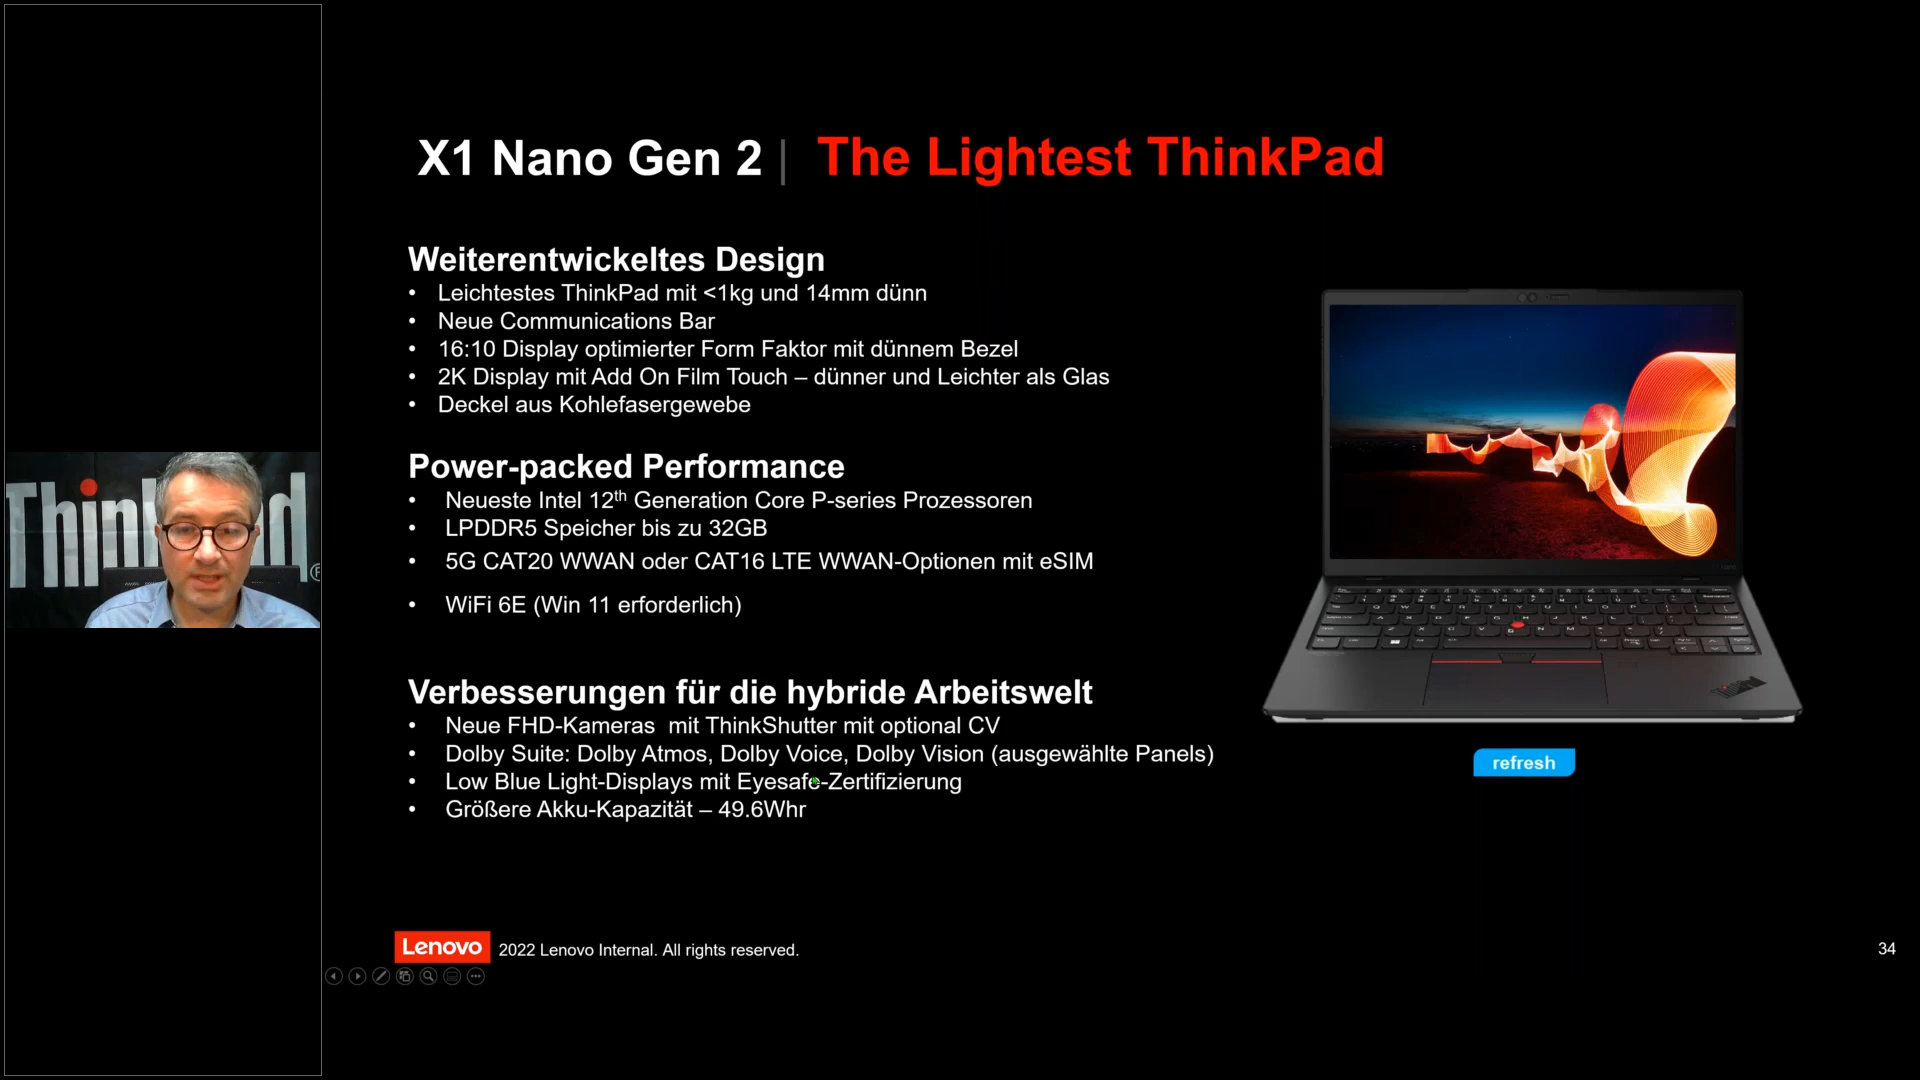 X1 Nano Gen 2 | The Lightest ThinkPad
Weiterentwickeltes Design
• Leichtestes ThinkPad mit <1kg und 14mm dünn
• Neue Communications Bar
• 16:10 Display optimierter Form Faktor mit dünnem Bezel
• 2K Display mit Add On Film Touch – dünner und Leichter als Glas
• Deckel aus Kohlefasergewebe
Power-packed Performance
• Neueste Intel 12th Generation Core P-series Prozessoren
• LPDDR5 Speicher bis zu 32GB
• 5G CAT20 WWAN oder CAT16 LTE WWAN-Optionen mit eSIM
• WiFi 6E (Win 11 erforderlich)
Verbesserungen für die hybride Arbeitswelt
• Neue FHD-Kameras  mit ThinkShutter mit optional CV
• Dolby Suite: Dolby Atmos, Dolby Voice, Dolby Vision (ausgewählte Panels)
• Low Blue Light-Displays mit Eyesafe-Zertifizierung
• Größere Akku-Kapazität – 49.6Whr
refresh
Lenovo 2022 Lenovo Internal. All rights reserved.
34